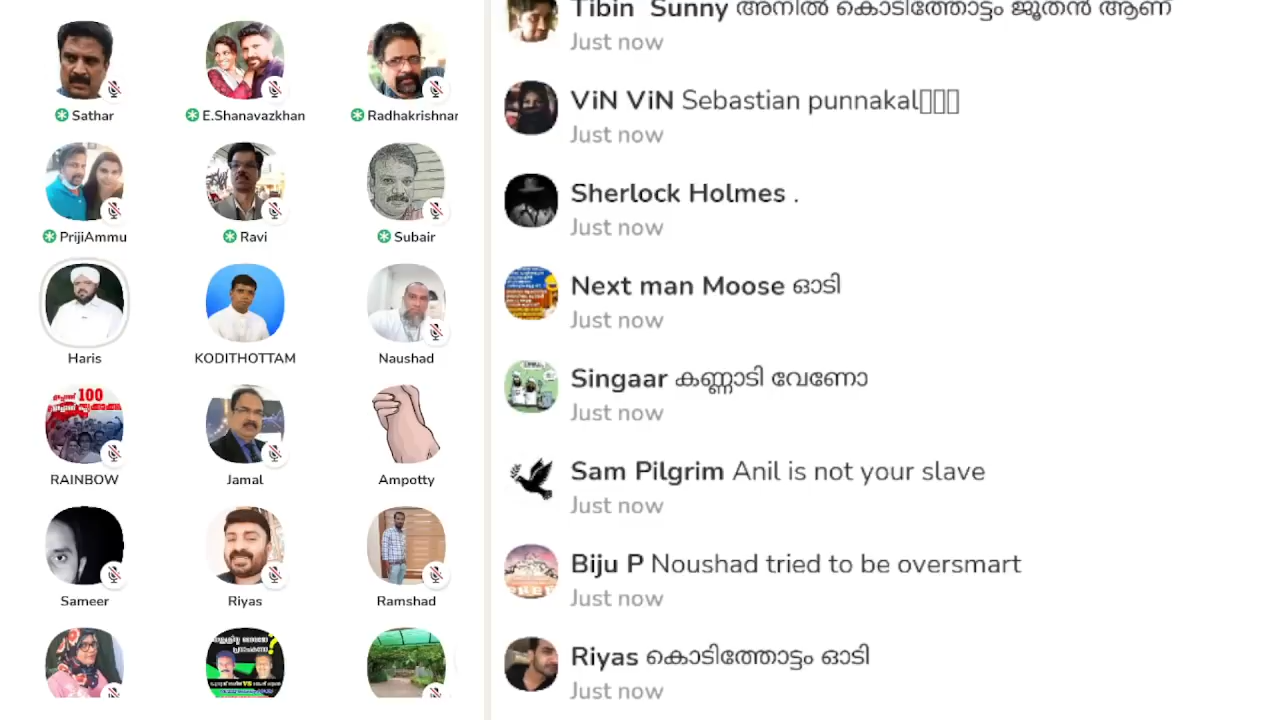 Sathar
E.Shanavazkhan
Radhakrishnar
PrijiAmmu
Ravi
Subair
Haris
KODITHOTTAM
Naushad
100
RAINBOW
Jamal
Ampotty
Sameer
Riyas
Ramshad
VS
Tibin Sunny അനിൽ കൊടിത്തോട്ടം ജൂതൻ ആണ്
Just now
ViN ViN Sebastian punnakal
Just now
Sherlock Holmes .
Just now
Next man Moose ഓടി
Just now
Singaar കണ്ണാടി വേണോ
Just now
Sam Pilgrim Anil is not your slave
Just now
Biju P Noushad tried to be oversmart
Just now
Riyas കൊടിത്തോട്ടം ഓടി
Just now